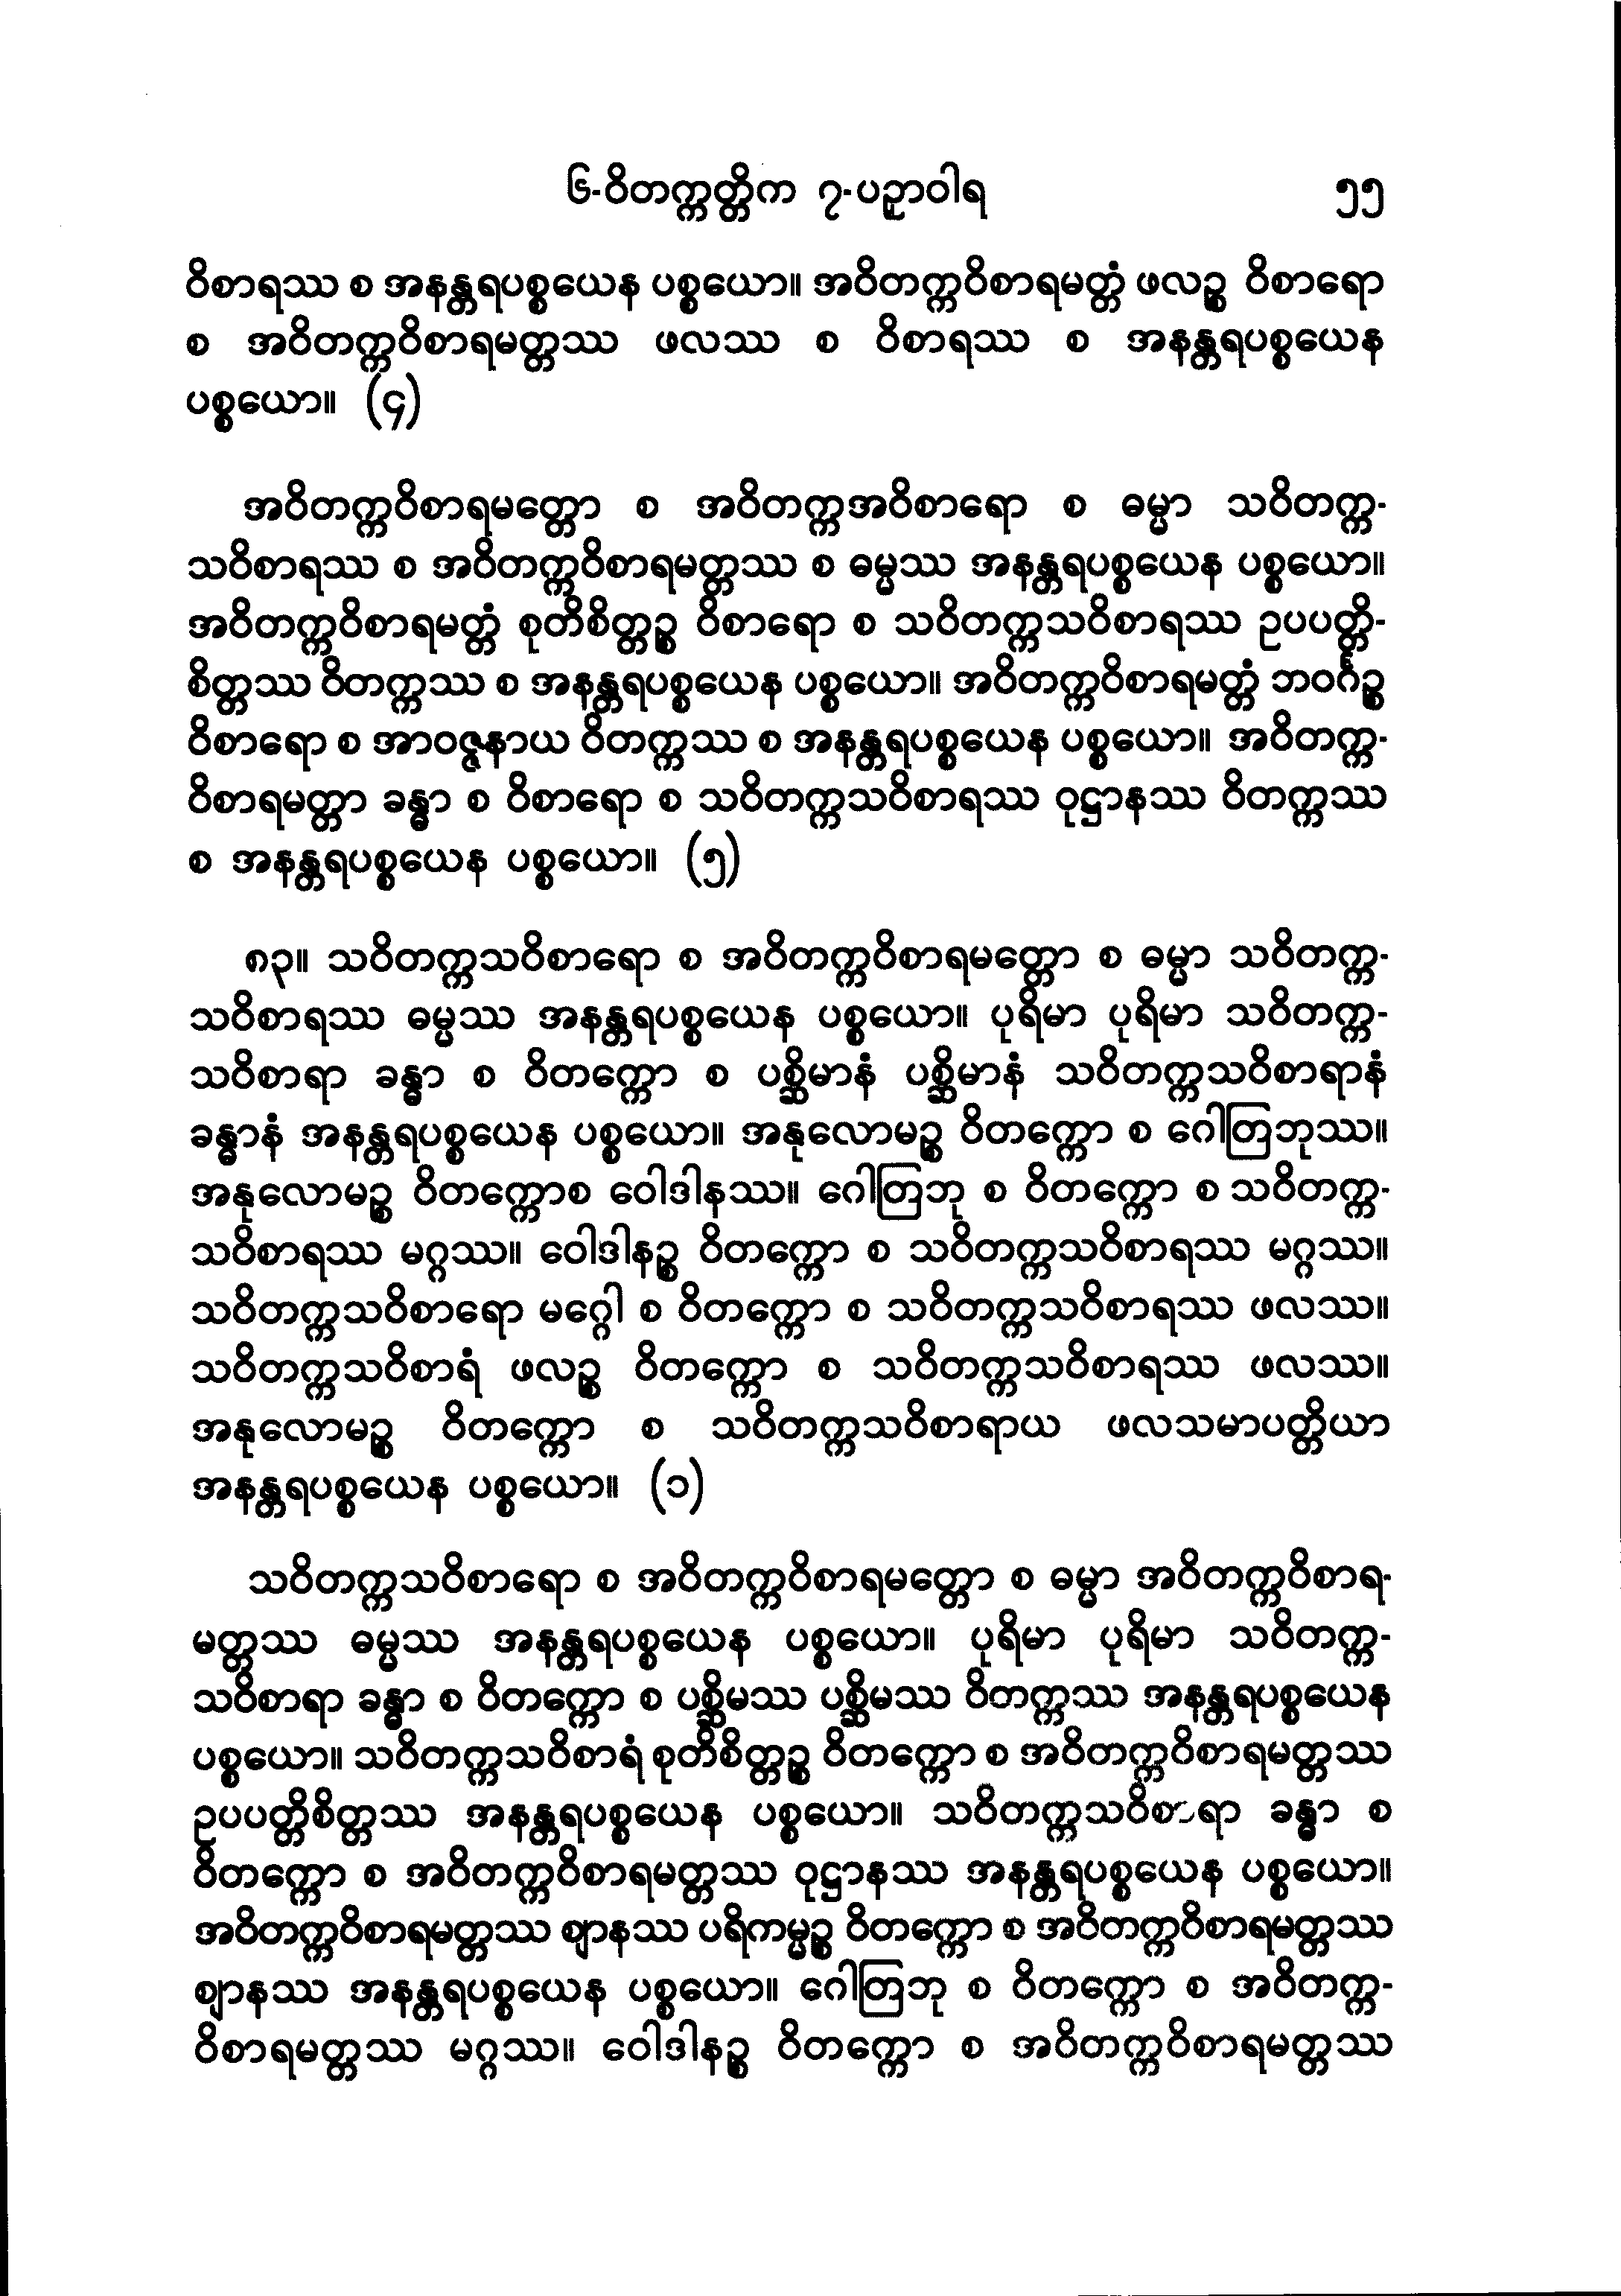 ၆-ဝိတက္ကတ္တိက ၇-ပဉှာဝါရ ၅၅
ဝိစာရဿ စ အနန္တရပစ္စယေန ပစ္စယော။ အဝိတက္ကဝိစာရမတ္တံ ဖလဉ္စ ဝိစာရော
စ အဝိတက္ကဝိစာရမတ္တဿ ဖလဿ စ ဝိစာရဿ စ အနန္တရပစ္စယေန
ပစ္စယော။ (၄)
အဝိတက္ကဝိစာရမတ္တော စ အဝိတက္ကအဝိစာရော စ ဓမ္မာ သဝိတက္က-
သဝိစာရဿ စ အဝိတက္ကဝိစာရမတ္တဿ စ ဓမ္မဿ အနန္တရပစ္စယေန ပစ္စယော။
အဝိတက္ကဝိစာရမတ္တံ စုတိစိတ္တဉ္စ ဝိစာရော စ သဝိတက္ကသဝိစာရဿ ဥပပတ္တိ-
စိတ္တဿ ဝိတက္ကဿ စ အနန္တရပစ္စယေန ပစ္စယော။ အဝိတက္ကဝိစာရမတ္တံ ဘဝင်္ဂဉ္စ
ဝိစာရော စ အာဝဇ္ဇနာယ ဝိတက္ကဿ စ အနန္တရပစ္စယေန ပစ္စယော။ အဝိတက္က-
ဝိစာရမတ္တာ ခန္ဓာ စ ဝိစာရော စ သဝိတက္ကသဝိစာရဿ ဝုဋ္ဌာနဿ ဝိတက္ကဿ
စ အနန္တရပစ္စယေန ပစ္စယော။ (၅)
၈၃။ သဝိတက္ကသဝိစာရော စ အဝိတက္ကဝိစာရမတ္တော စ ဓမ္မာ သဝိတက္က-
သဝိစာရဿ ဓမ္မဿ အနန္တရပစ္စယေန ပစ္စယော။ ပုရိမာ ပုရိမာ သဝိတက္က-
သဝိစာရာ ခန္ဓာ စ ဝိတက္ကော စ ပစ္ဆိမာနံ ပစ္ဆိမာနံ သဝိတက္ကသဝိစာရာနံ
ခန္ဓာနံ အနန္တရပစ္စယေန ပစ္စယော။ အနုလောမဉ္စ ဝိတက္ကော စ ဂေါတြဘုဿ။
အနုလောမဉ္စ ဝိတက္ကောစ ဝေါဒါနဿ။ ဂေါတြဘု စ ဝိတက္ကော စ သဝိတက္က-
သဝိစာရဿ မဂ္ဂဿ။ ဝေါဒါနဉ္စ ဝိတက္ကော စ သဝိတက္ကသဝိစာရဿ မဂ္ဂဿ။
သဝိတက္ကသဝိစာရော မဂ္ဂေါ စ ဝိတက္ကော စ သဝိတက္ကသဝိစာရဿ ဖလဿ။
သဝိတက္ကသဝိစာရံ ဖလဉ္စ ဝိတက္ကော စ သဝိတက္ကသဝိစာရဿ ဖလဿ။
အနုလောမဉ္စ ဝိတက္ကော စ သဝိတက္ကသဝိစာရာယ ဖလသမာပတ္တိယာ
အနန္တရပစ္စယေန ပစ္စယော။ (၁)
သဝိတက္ကသဝိစာရော စ အဝိတက္ကဝိစာရမတ္တော စ ဓမ္မာ အဝိတက္ကဝိစာရ-
မတ္တဿ ဓမ္မဿ အနန္တရပစ္စယေန ပစ္စယော။ ပုရိမာ ပုရိမာ သဝိတက္က-
သဝိစာရာ ခန္ဓာ စ ဝိတက္ကော စ ပစ္ဆိမဿ ပစ္ဆိမဿ ဝိတက္ကဿ အနန္တရပစ္စယေန
ပစ္စယော။ သဝိတက္ကသဝိစာရံ စုတိစိတ္တဉ္စ ဝိတက္ကော စ အဝိတက္ကဝိစာရမတ္တဿ
ဥပပတ္တိစိတ္တဿ အနန္တရပစ္စယေန ပစ္စယော။ သဝိတက္ကသဝိစာရာ ခန္ဓာ စ
ဝိတက္ကော စ အဝိတက္ကဝိစာရမတ္တဿ ဝုဋ္ဌာနဿ အနန္တရပစ္စယေန ပစ္စယော။
အဝိတက္ကဝိစာရမတ္တဿ ဈာနဿ ပရိကမ္မဉ္စ ဝိတက္ကော စ အဝိတက္ကဝိစာရမတ္တဿ
ဈာနဿ အနန္တရပစ္စယေန ပစ္စယော။ ဂေါတြဘု စ ဝိတက္ကော စ အဝိတက္က-
ဝိစာရမတ္တဿ မဂ္ဂဿ။ ဝေါဒါနဉ္စ ဝိတက္ကော စ အဝိတက္ကဝိစာရမတ္တဿ